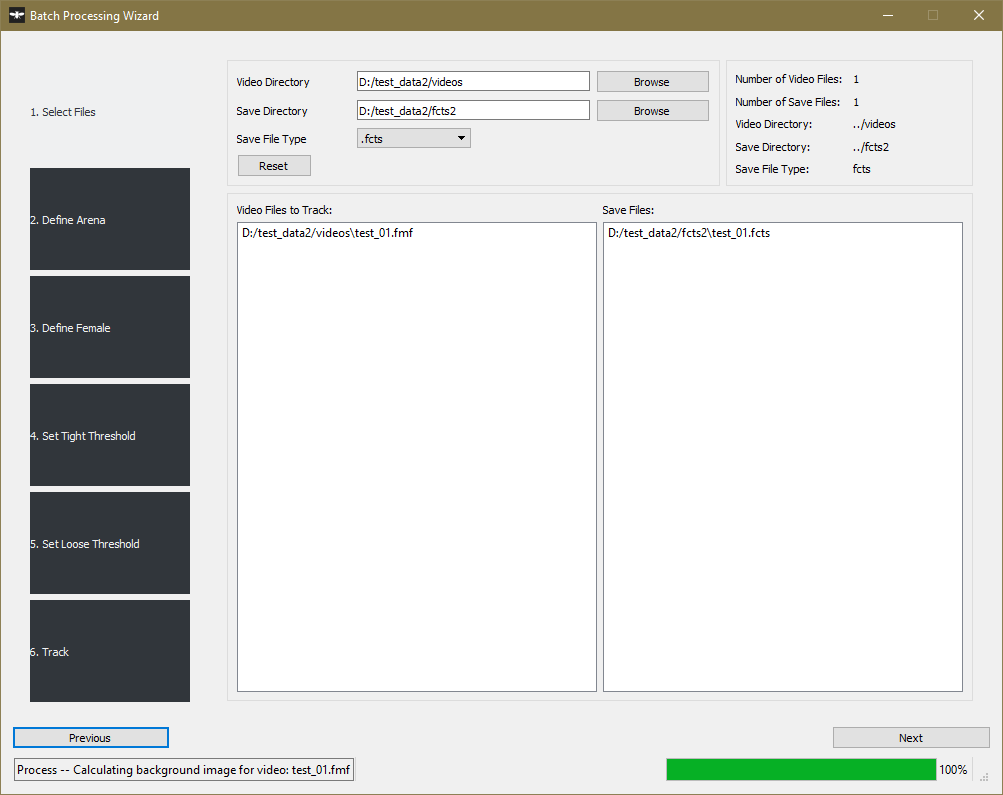 Batch Processing Wizard
1. Select Files
2. Define Arena
3. Define Female
4. Set Tight Threshold
5. Set Loose Threshold
6. Track
Video Directory D:/test_data2/videos Browse
Save Directory D:/test_data2/fcts2 Browse
Save File Type .fcts
Reset
Number of Video Files: 1
Number of Save Files: 1
Video Directory: ../videos
Save Directory: ../fcts2
Save File Type: fcts
Video Files to Track:
D:/test_data2/videos\test_01.fmf
Save Files:
D:/test_data2/fcts2\test_01.fcts
Previous
Next
Process -- Calculating background image for video: test_01.fmf
100%